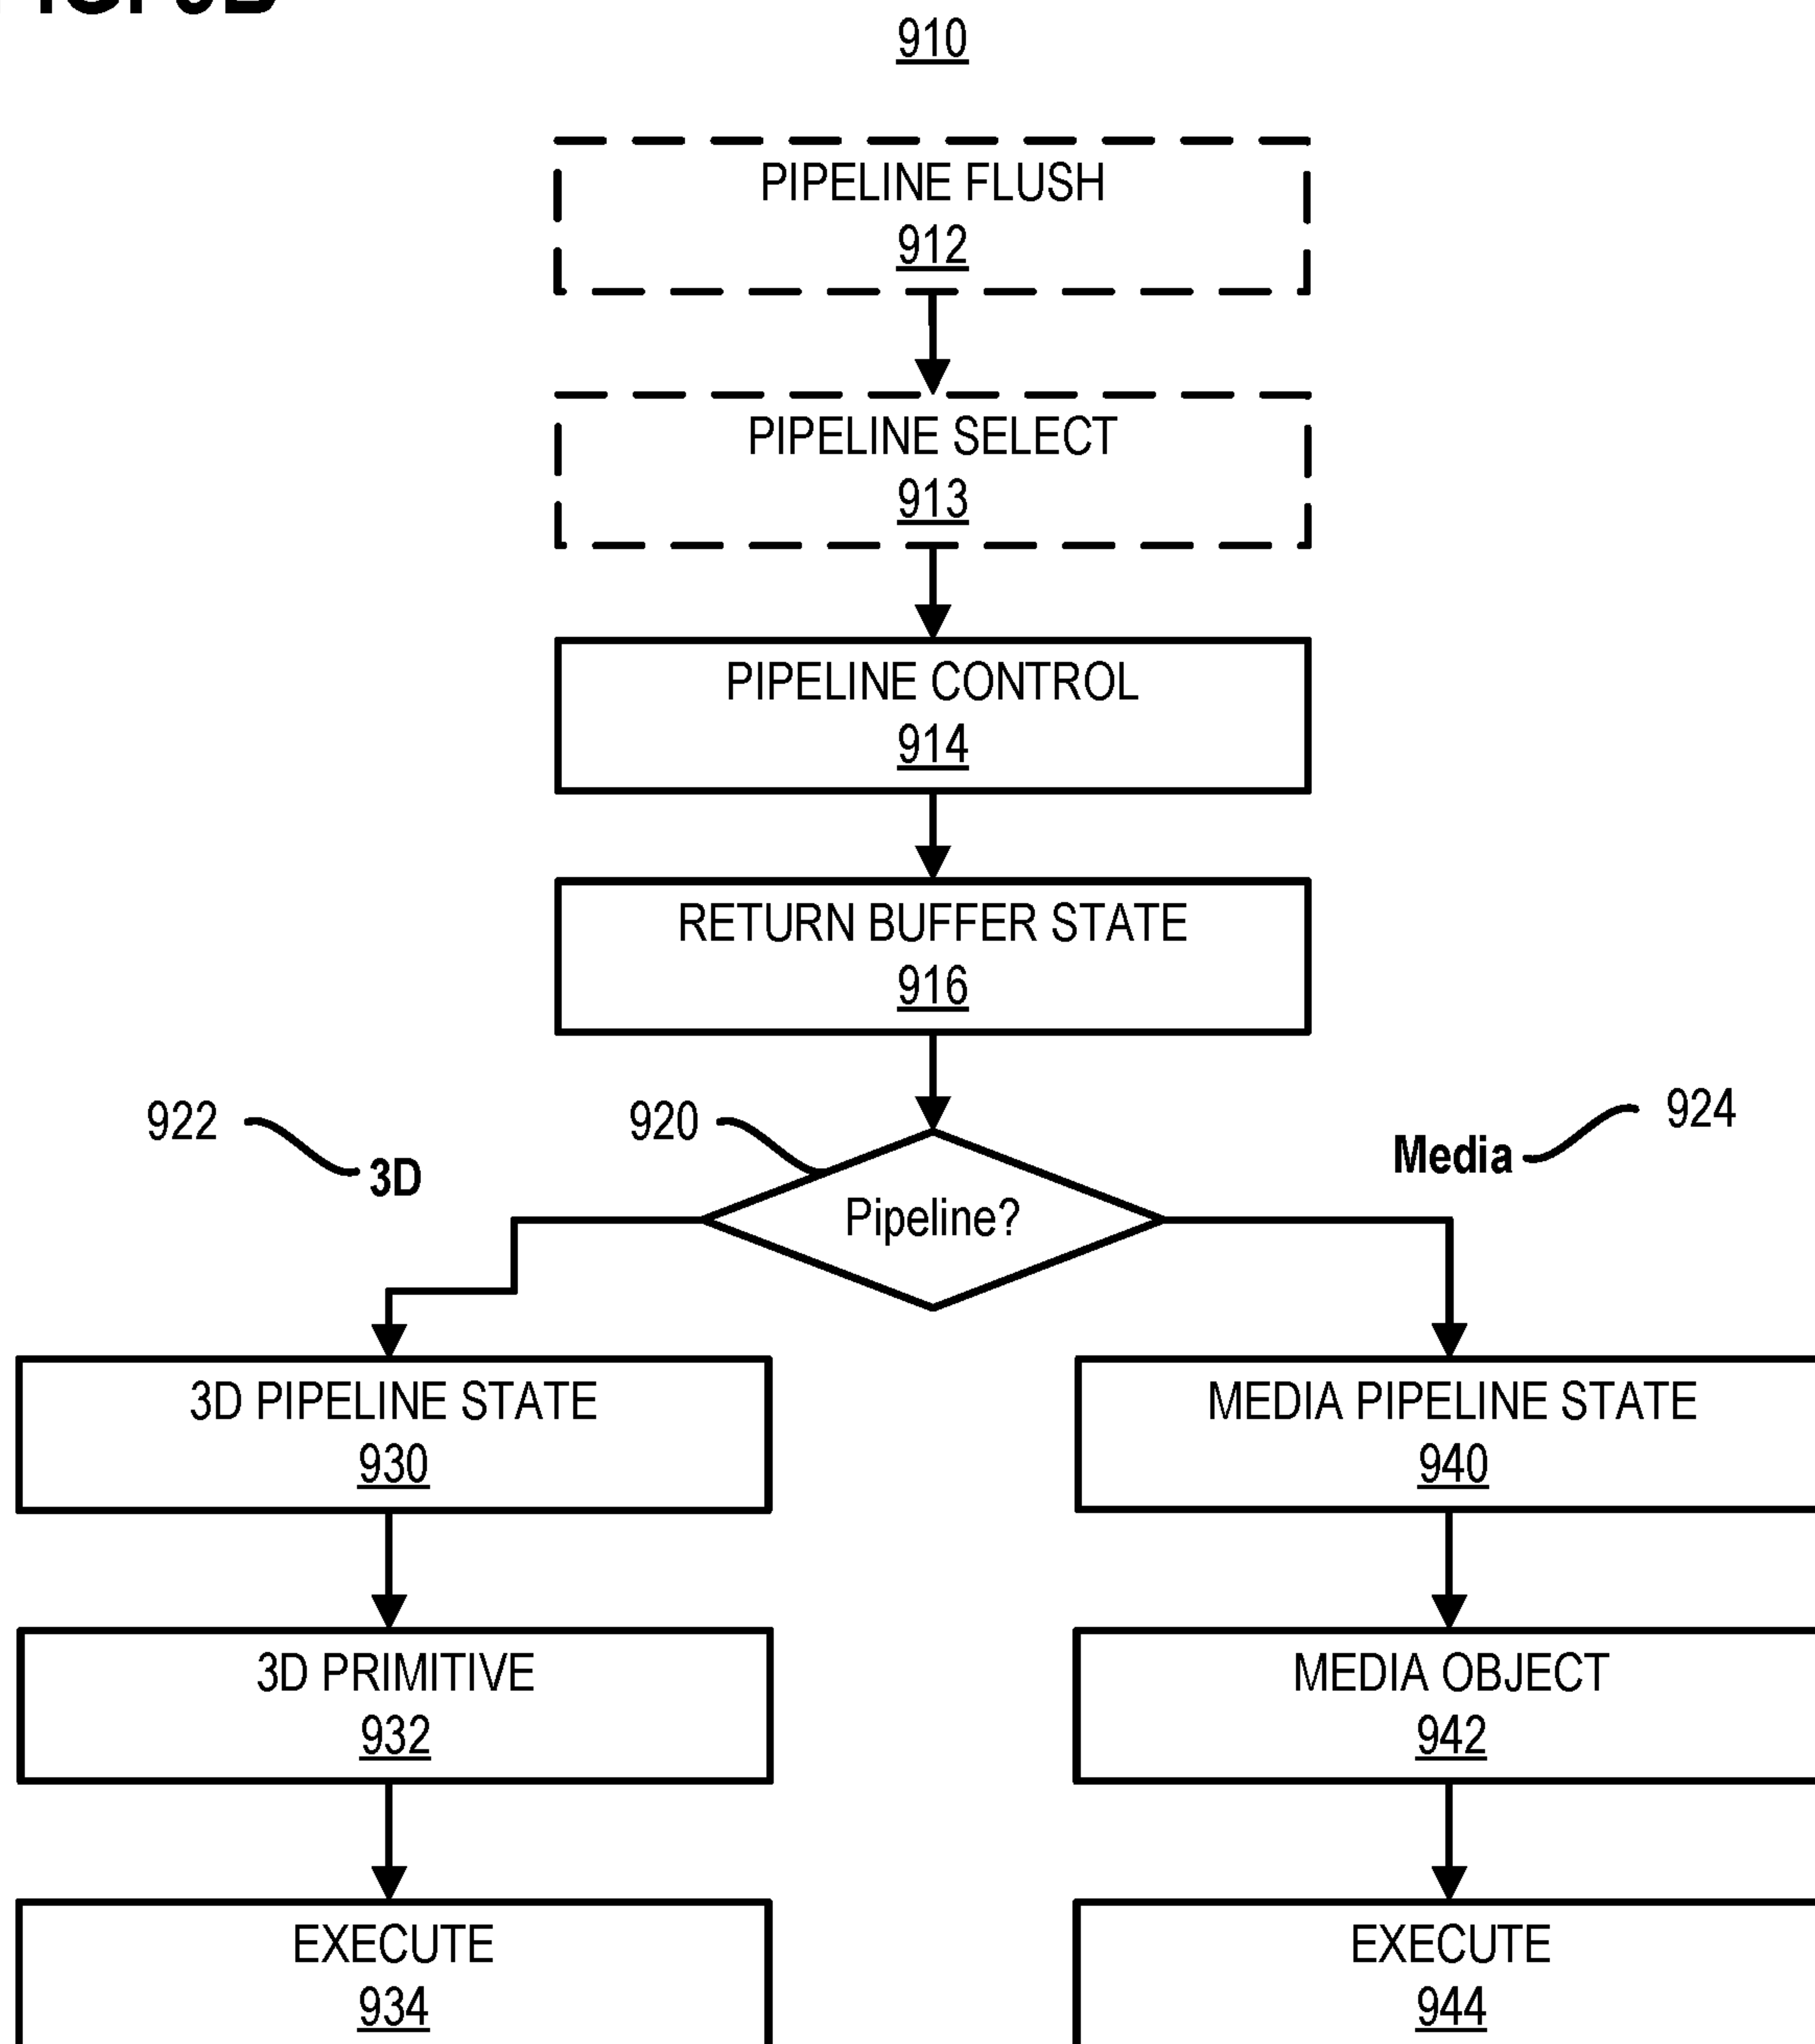 910
PIPELINE FLUSH
912
PIPELINE SELECT
913
PIPELINE CONTROL
914
RETURN BUFFER STATE
916
922
920
924
3D
Media
Pipeline?
3D PIPELINE STATE
930
MEDIA PIPELINE STATE
940
3D PRIMITIVE
932
MEDIA OBJECT
942
EXECUTE
934
EXECUTE
944